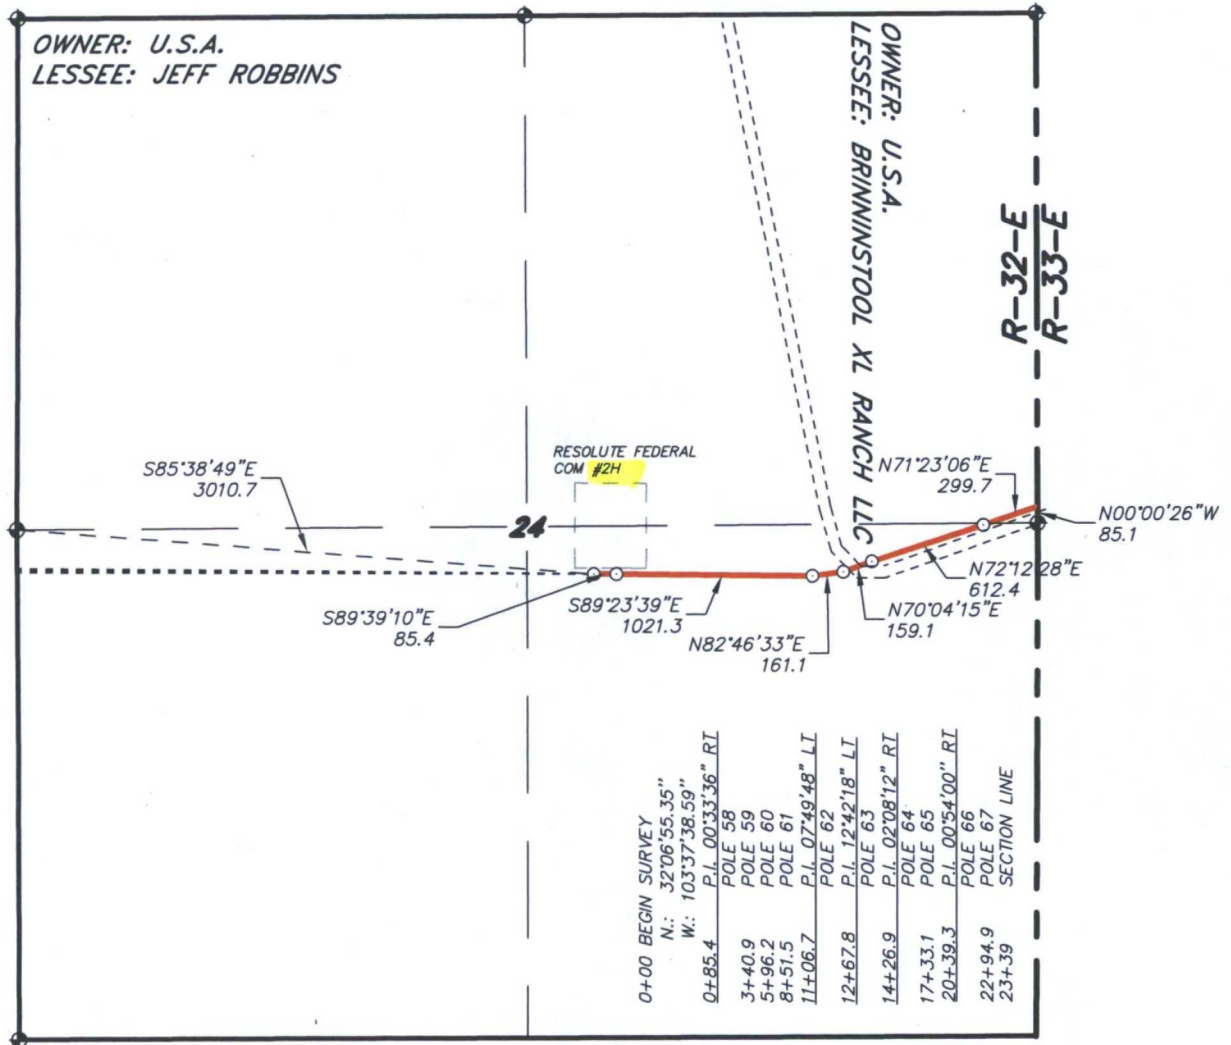 OWNER: U.S.A.
LESSEE: JEFF ROBBINS
OWNER: U.S.A.
LESSEE: BRINNINSTOOL XL RANCH LLC
R-32-E
R-33-E
S85°38'49"E
3010.7
RESOLUTE FEDERAL
COM #2H
24
N71°23'06"E
299.7
N00°00'26"W
85.1
N72°12'28"E
612.4
N70°04'15"E
159.1
S89°39'10"E
85.4
S89°23'39"E
1021.3
N82°46'33"E
161.1
0+00 BEGIN SURVEY
N.: 32°06'55.35"
W.: 103°37'38.59"
0+85.4 P.I. 00°33'36" RT
POLE 58
3+40.9 POLE 59
5+96.2 POLE 60
8+51.5 POLE 61
11+06.7 P.I. 07°49'48" LT
POLE 62
12+67.8 P.I. 12°42'18" LT
POLE 63
14+26.9 P.I. 02°08'12" RT
POLE 64
17+33.1 POLE 65
20+39.3 P.I. 00°54'00" RT
POLE 66
22+94.9 POLE 67
23+39 SECTION LINE